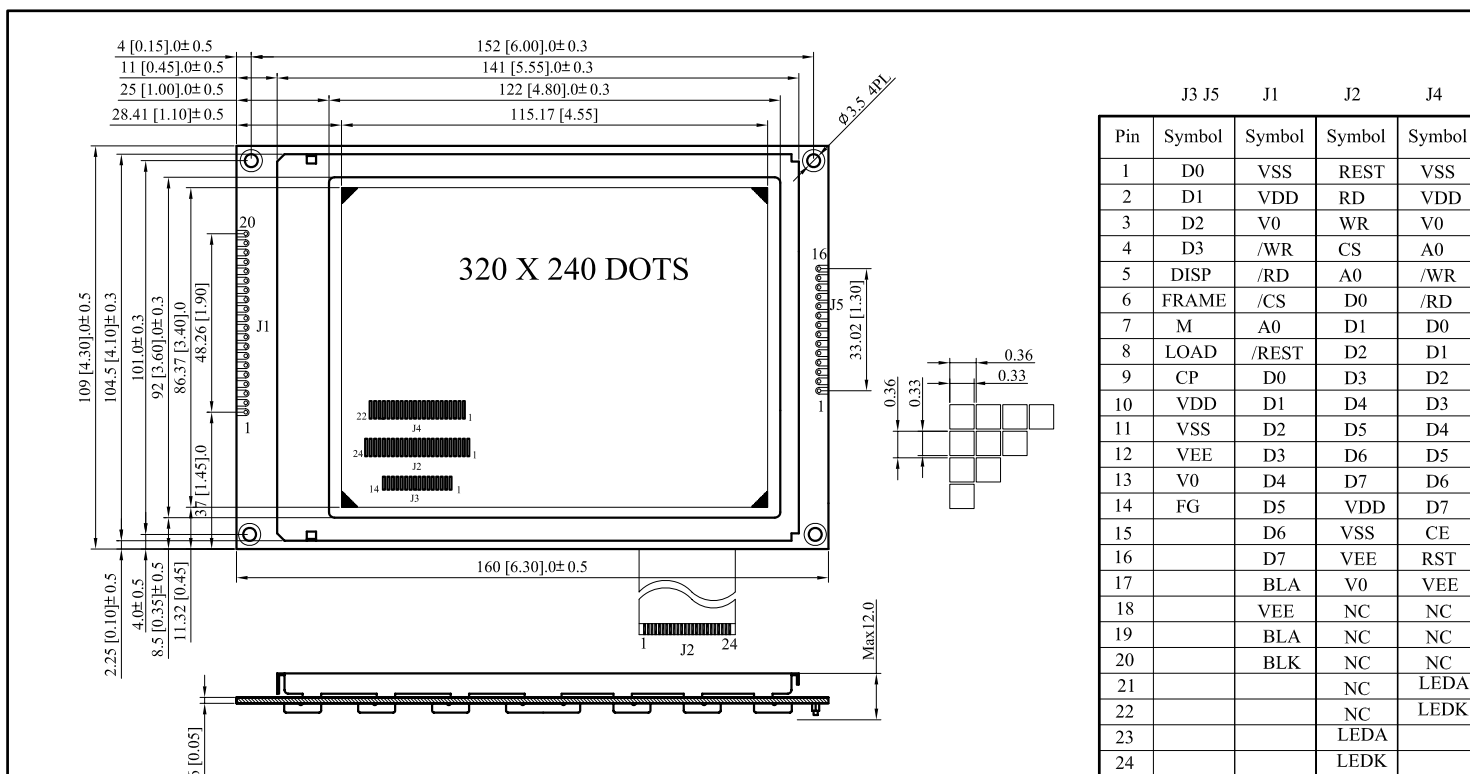 4 [0.15].0± 0.5
152 [6.00].0± 0.3
11 [0.45].0± 0.5
141 [5.55].0± 0.3
25 [1.00].0± 0.5
122 [4.80].0± 0.3
28.41 [1.10]± 0.5
115.17 [4.55]
ø3.5 4PL
109 [4.30].0± 0.5
104.5 [4.10]± 0.3
101.0± 0.3
92 [3.60].0± 0.3
86.37 [3.40].0
48.26 [1.90]
37 [1.45].0
20
J1
1
320 X 240 DOTS
16
J5
1
33.02 [1.30]
22 J4 1
24 J2 1
14 J3 1
0.36
0.33
0.36
0.33
160 [6.30].0± 0.5
2.25 [0.10]± 0.5
4.0± 0.5
8.5 [0.35]± 0.5
11.32 [0.45]
1 J2 24
Max12.0
[0.05]
J3 J5 J1 J2 J4
Pin Symbol Symbol Symbol Symbol
1 D0 VSS REST VSS
2 D1 VDD RD VDD
3 D2 V0 WR V0
4 D3 /WR CS A0
5 DISP /RD A0 /WR
6 FRAME /CS D0 /RD
7 M A0 D1 D0
8 LOAD /REST D2 D1
9 CP D0 D3 D2
10 VDD D1 D4 D3
11 VSS D2 D5 D4
12 VEE D3 D6 D5
13 V0 D4 D7 D6
14 FG D5 VDD D7
15 D6 VSS CE
16 D7 VEE RST
17 BLA V0 VEE
18 VEE NC NC
19 BLA NC NC
20 BLK NC NC
21 NC LEDA
22 NC LEDK
23 LEDA
24 LEDK